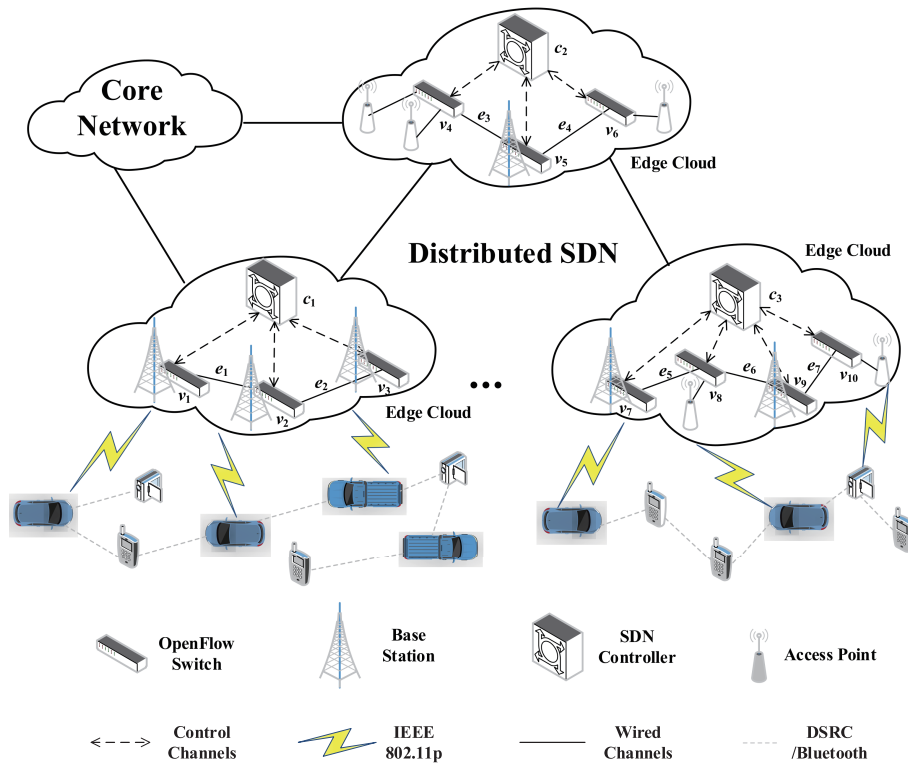 Core
Network
c2
v4
e3
e4
v6
v5
Edge Cloud
Distributed SDN
Edge Cloud
c1
e1
e2
v1
v2
v3
Edge Cloud
...
c3
e5
e6
e7
v7
v8
v9
v10
OpenFlow
Switch
Base
Station
SDN
Controller
Access Point
Control
Channels
IEEE
802.11p
Wired
Channels
DSRC
/Bluetooth